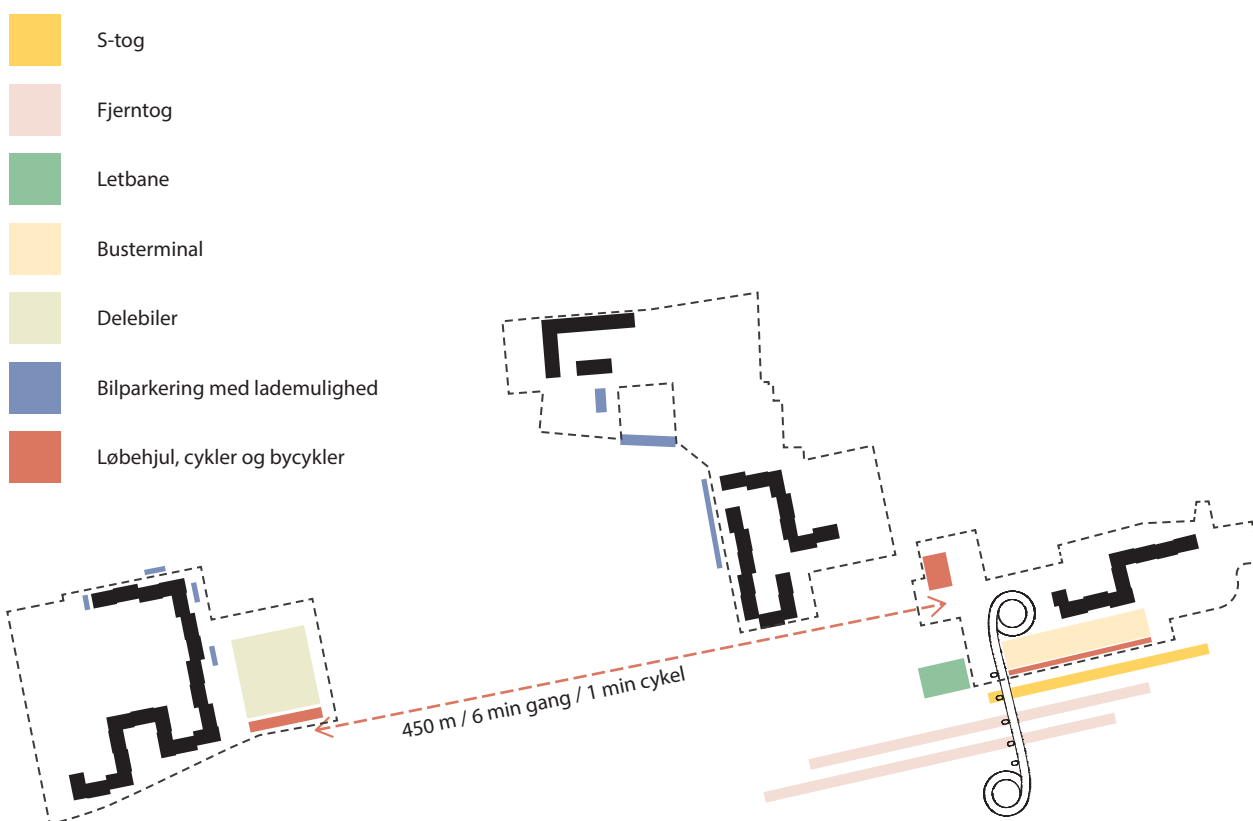 S-tog
Fjerntog
Letbane
Busterminal
Delebiler
Bilparkering med lademulighed
Løbehjul, cykler og bycykler
450 m / 6 min gang / 1 min cykel